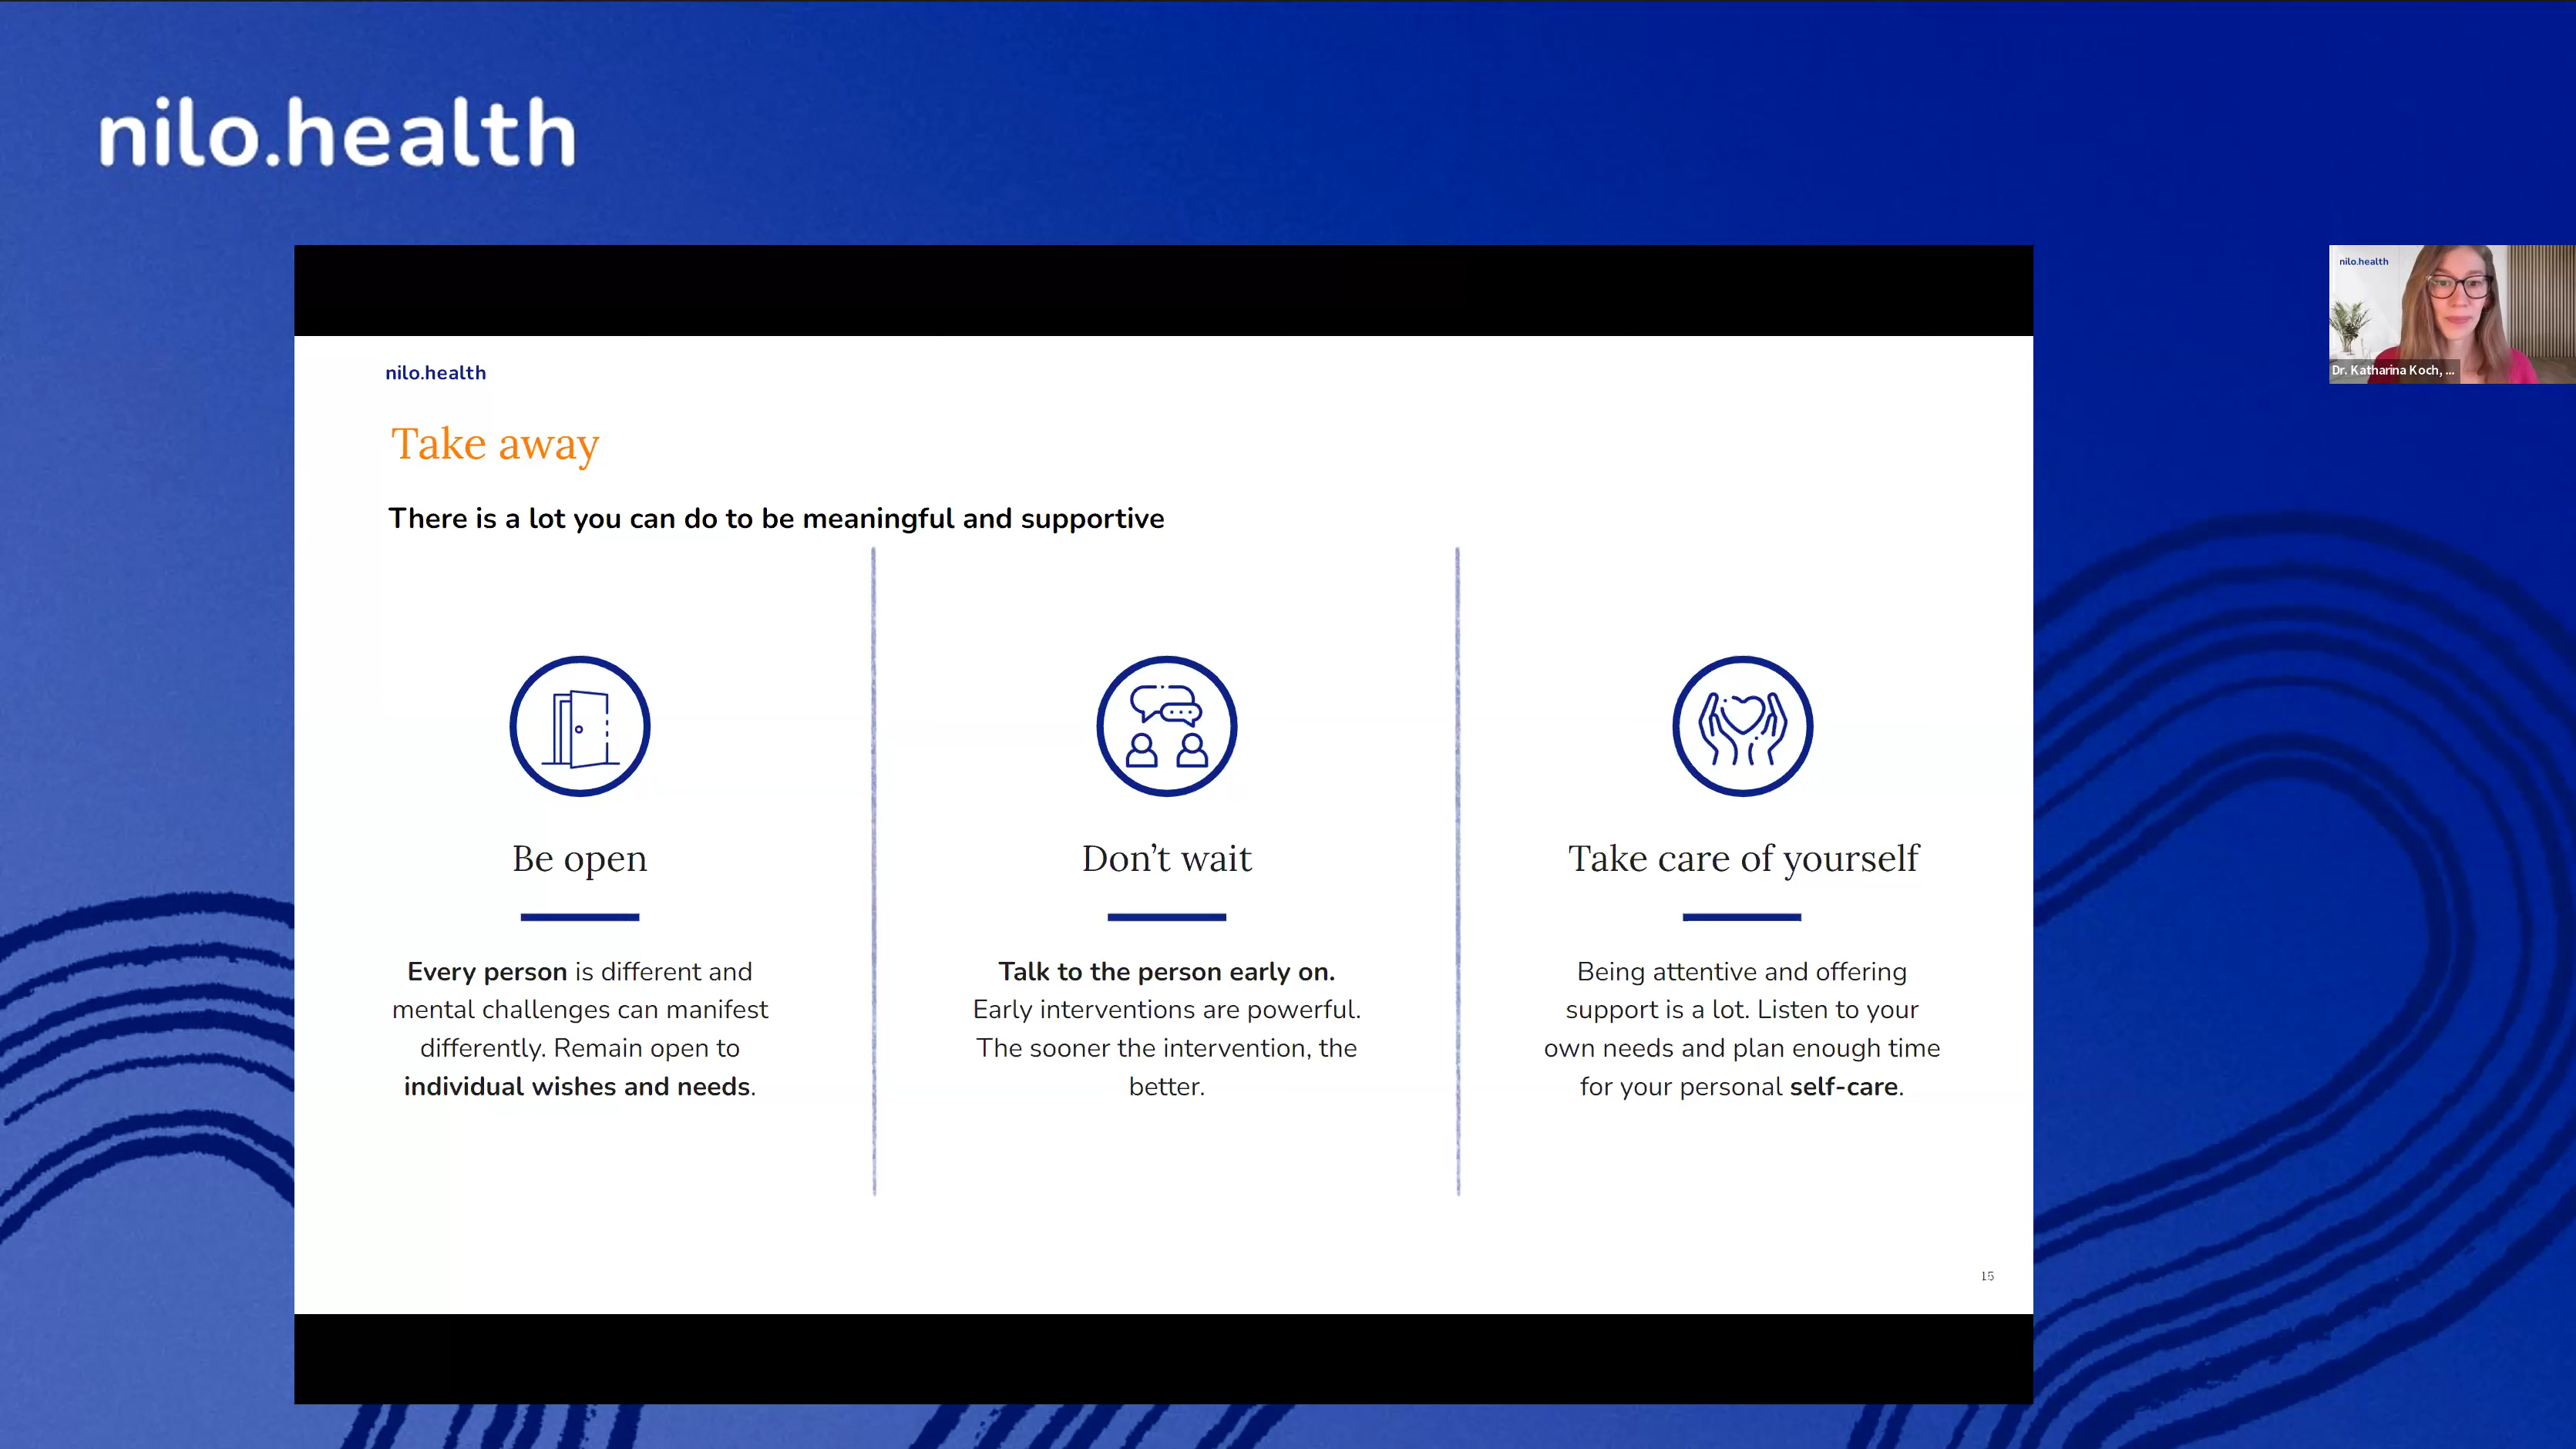 nilo.health
nilo.health
Dr. Katharina Koch, ...
nilo.health
Take away
There is a lot you can do to be meaningful and supportive
Be open
Every person is different and
mental challenges can manifest
differently. Remain open to
individual wishes and needs.
Don’t wait
Talk to the person early on.
Early interventions are powerful.
The sooner the intervention, the
better.
Take care of yourself
Being attentive and offering
support is a lot. Listen to your
own needs and plan enough time
for your personal self-care.
15